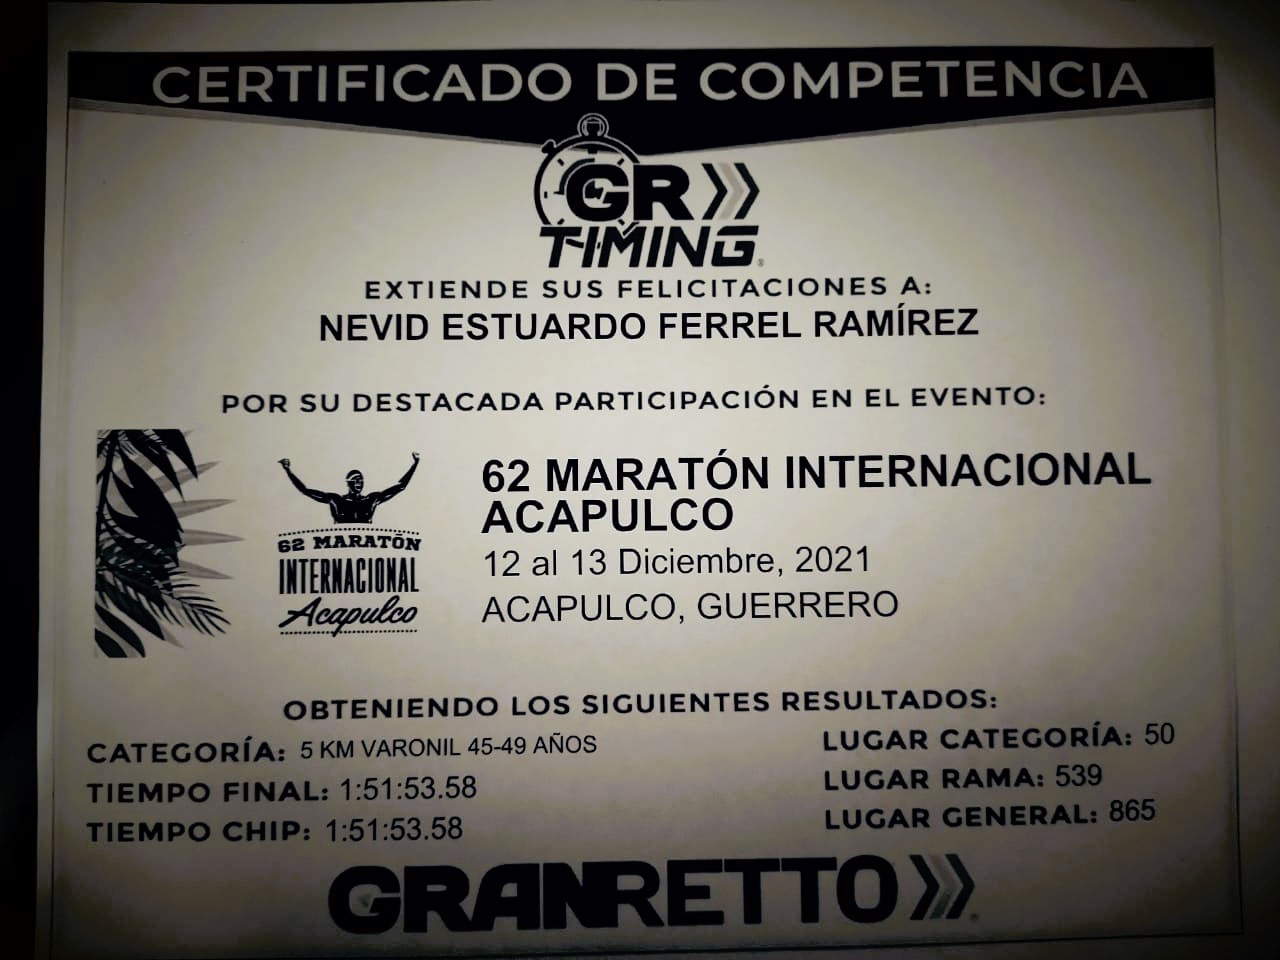 CERTIFICADO DE COMPETENCIA
GR
TIMING
EXTIENDE SUS FELICITACIONES A:
NEVID ESTUARDO FERREL RAMÍREZ
POR SU DESTACADA PARTICIPACIÓN EN EL EVENTO:
62 MARATÓN
INTERNACIONAL
Acapulco
62 MARATÓN INTERNACIONAL
ACAPULCO
12 al 13 Diciembre, 2021
ACAPULCO, GUERRERO
OBTENIENDO LOS SIGUIENTES RESULTADOS:
CATEGORÍA: 5 KM VARONIL 45-49 AÑOS
TIEMPO FINAL: 1:51:53.58
TIEMPO CHIP: 1:51:53.58
LUGAR CATEGORÍA: 50
LUGAR RAMA: 539
LUGAR GENERAL: 865
GRANRETTO